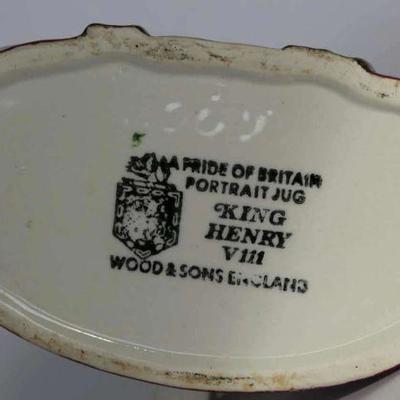 A PRIDE OF BRITAIN
PORTRAIT JUG
KING
HENRY
V111
WOOD & SONS ENGLAND